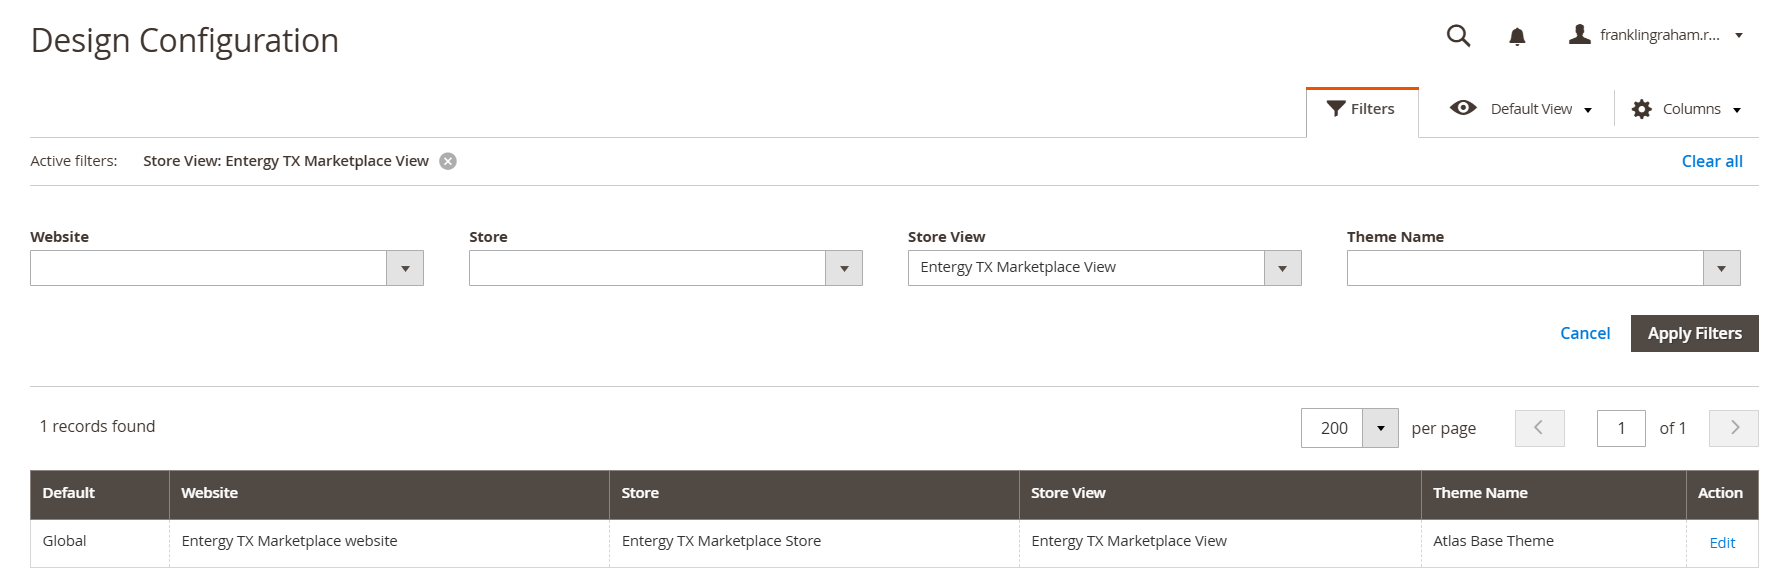 Design Configuration
franklingraham.r...
Filters
Default View
Columns
Active filters: Store View: Entergy TX Marketplace View
Clear all
Website Store Store View Theme Name
Entergy TX Marketplace View
Cancel Apply Filters
1 records found
200 per page 1 of 1
Default Website Store Store View Theme Name Action
Global Entergy TX Marketplace website Entergy TX Marketplace Store Entergy TX Marketplace View Atlas Base Theme Edit